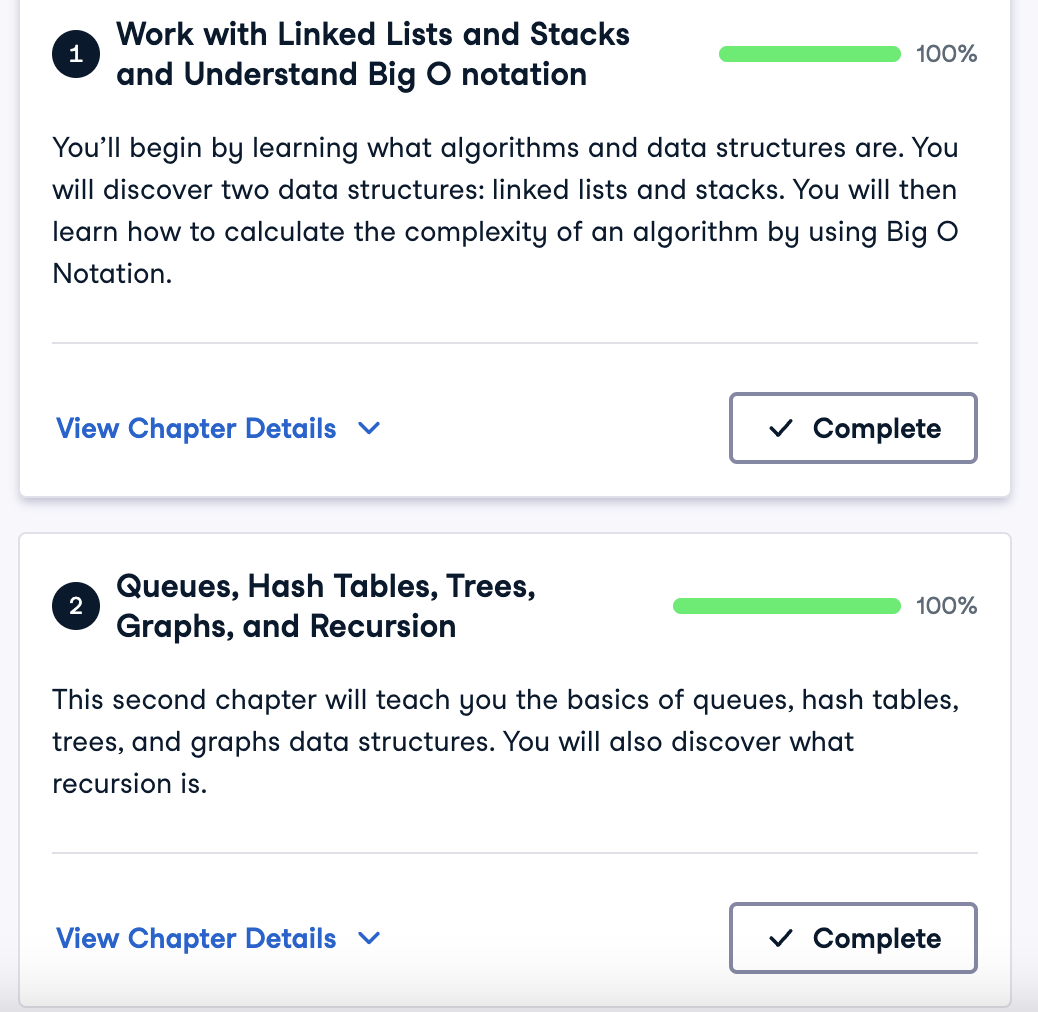 1
Work with Linked Lists and Stacks
and Understand Big O notation
100%
You’ll begin by learning what algorithms and data structures are. You
will discover two data structures: linked lists and stacks. You will then
learn how to calculate the complexity of an algorithm by using Big O
Notation.
View Chapter Details
Complete
2
Queues, Hash Tables, Trees,
Graphs, and Recursion
100%
This second chapter will teach you the basics of queues, hash tables,
trees, and graphs data structures. You will also discover what
recursion is.
View Chapter Details
Complete